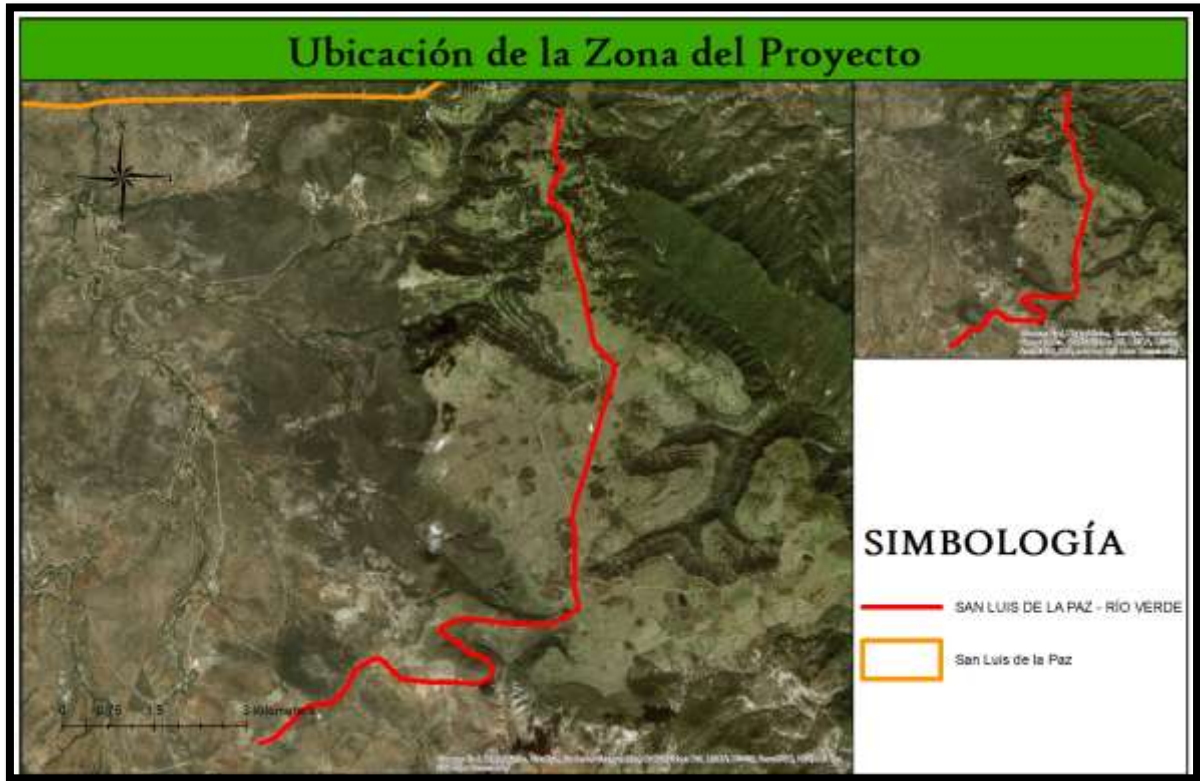 Ubicación de la Zona del Proyecto
SIMBOLOGÍA
SAN LUIS DE LA PAZ - RÍO VERDE
San Luis de la Paz
0 0.75 1.5 3 Kilometers